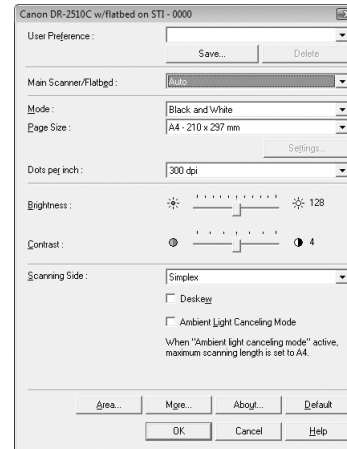 Canon DR-2510C w/flatbed on STI - 0000
User Preference :
Save... Delete
Main Scanner/Flatbed : Auto
Mode : Black and White
Page Size : A4 - 210 x 297 mm
Settings...
Dots per inch : 300 dpi
Brightness : 128
Contrast : 4
Scanning Side : Simplex
Deskew
Ambient Light Canceling Mode
When "Ambient light canceling mode" active,
maximum scanning length is set to A4.
Area... More... About... Default
OK Cancel Help